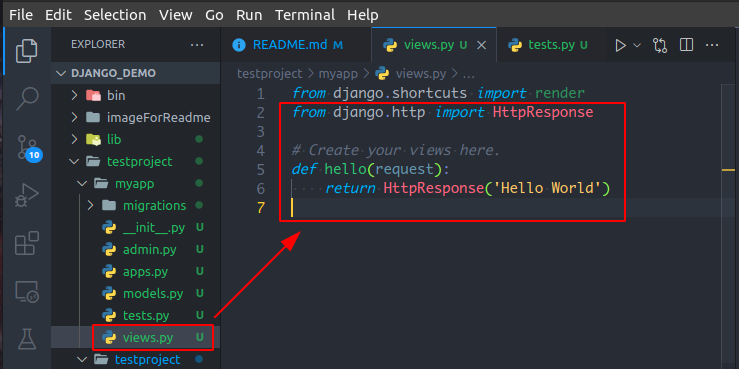 File Edit Selection View Go Run Terminal Help
EXPLORER ...
README.md M views.py U tests.py U ...
DJANGO_DEMO
testproject > myapp > views.py > ...
bin
imageForReadme
lib
testproject
myapp
migrations
__init__.py U
admin.py U
apps.py U
models.py U
tests.py U
views.py U
testproject
10
1 from django.shortcuts import render
2 from django.http import HttpResponse
3
4 # Create your views here.
5 def hello(request):
6 return HttpResponse('Hello World')
7